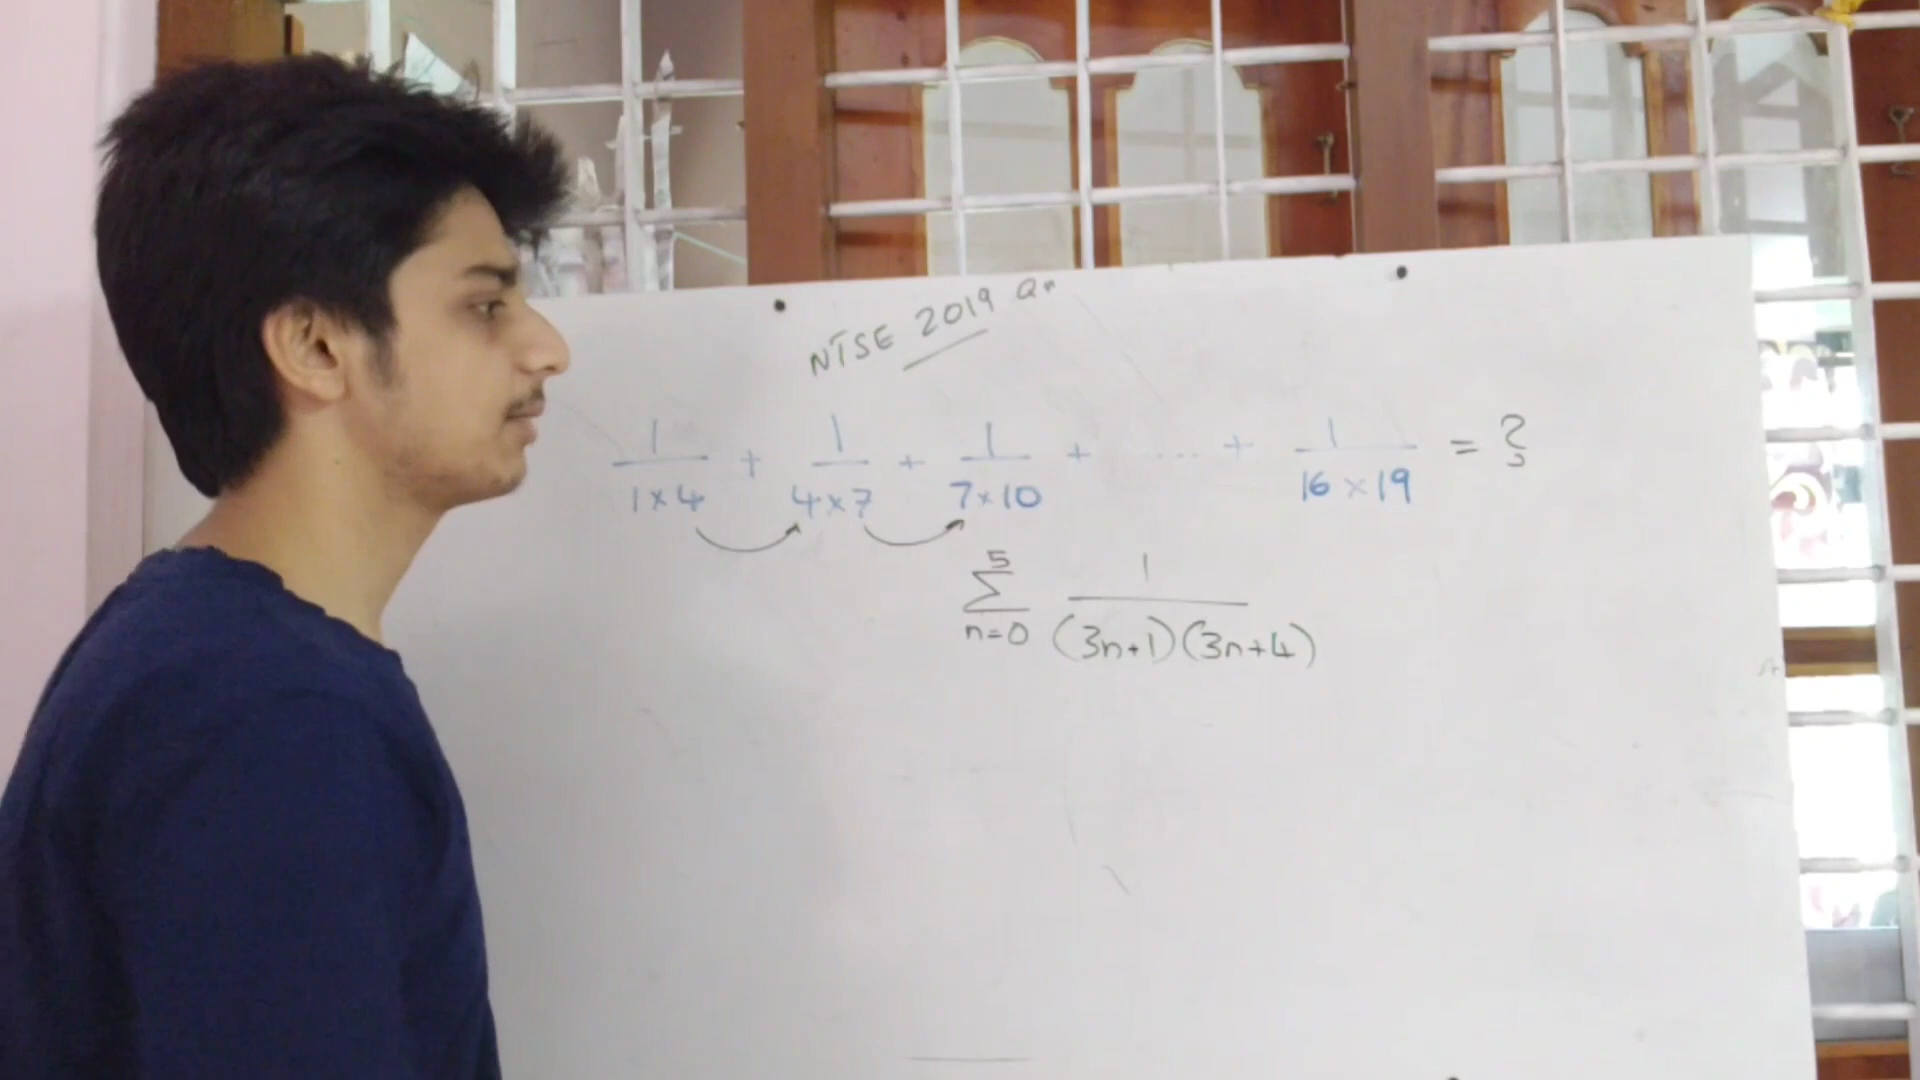 NTSE 2019 Qn
1/(1×4) + 1/(4×7) + 1/(7×10) + .... + 1/(16×19) = ?
5
∑ 1/((3n+1)(3n+4))
n=0